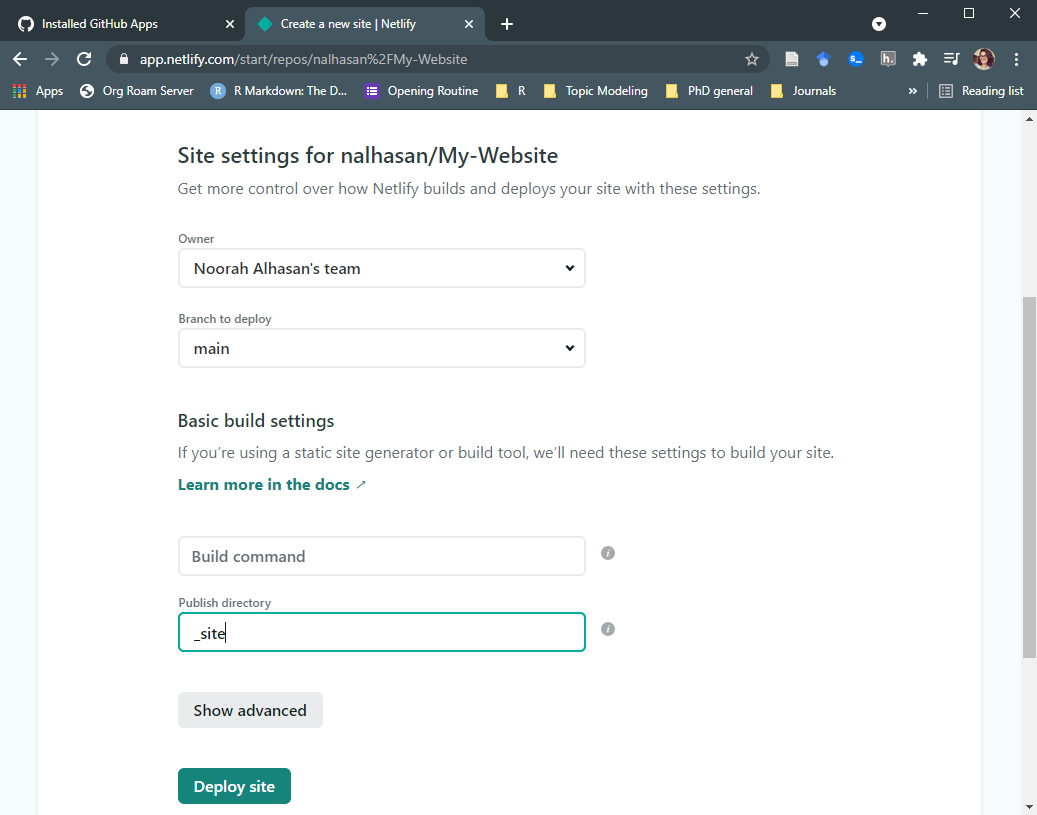 Installed GitHub Apps
Create a new site | Netlify
app.netlify.com/start/repos/nalhasan%2FMy-Website
Apps
Org Roam Server
R Markdown: The D...
Opening Routine
R
Topic Modeling
PhD general
Journals
»
Reading list
Site settings for nalhasan/My-Website
Get more control over how Netlify builds and deploys your site with these settings.
Owner
Noorah Alhasan's team
Branch to deploy
main
Basic build settings
If you’re using a static site generator or build tool, we’ll need these settings to build your site.
Learn more in the docs ↗
Build command
Publish directory
_site
Show advanced
Deploy site